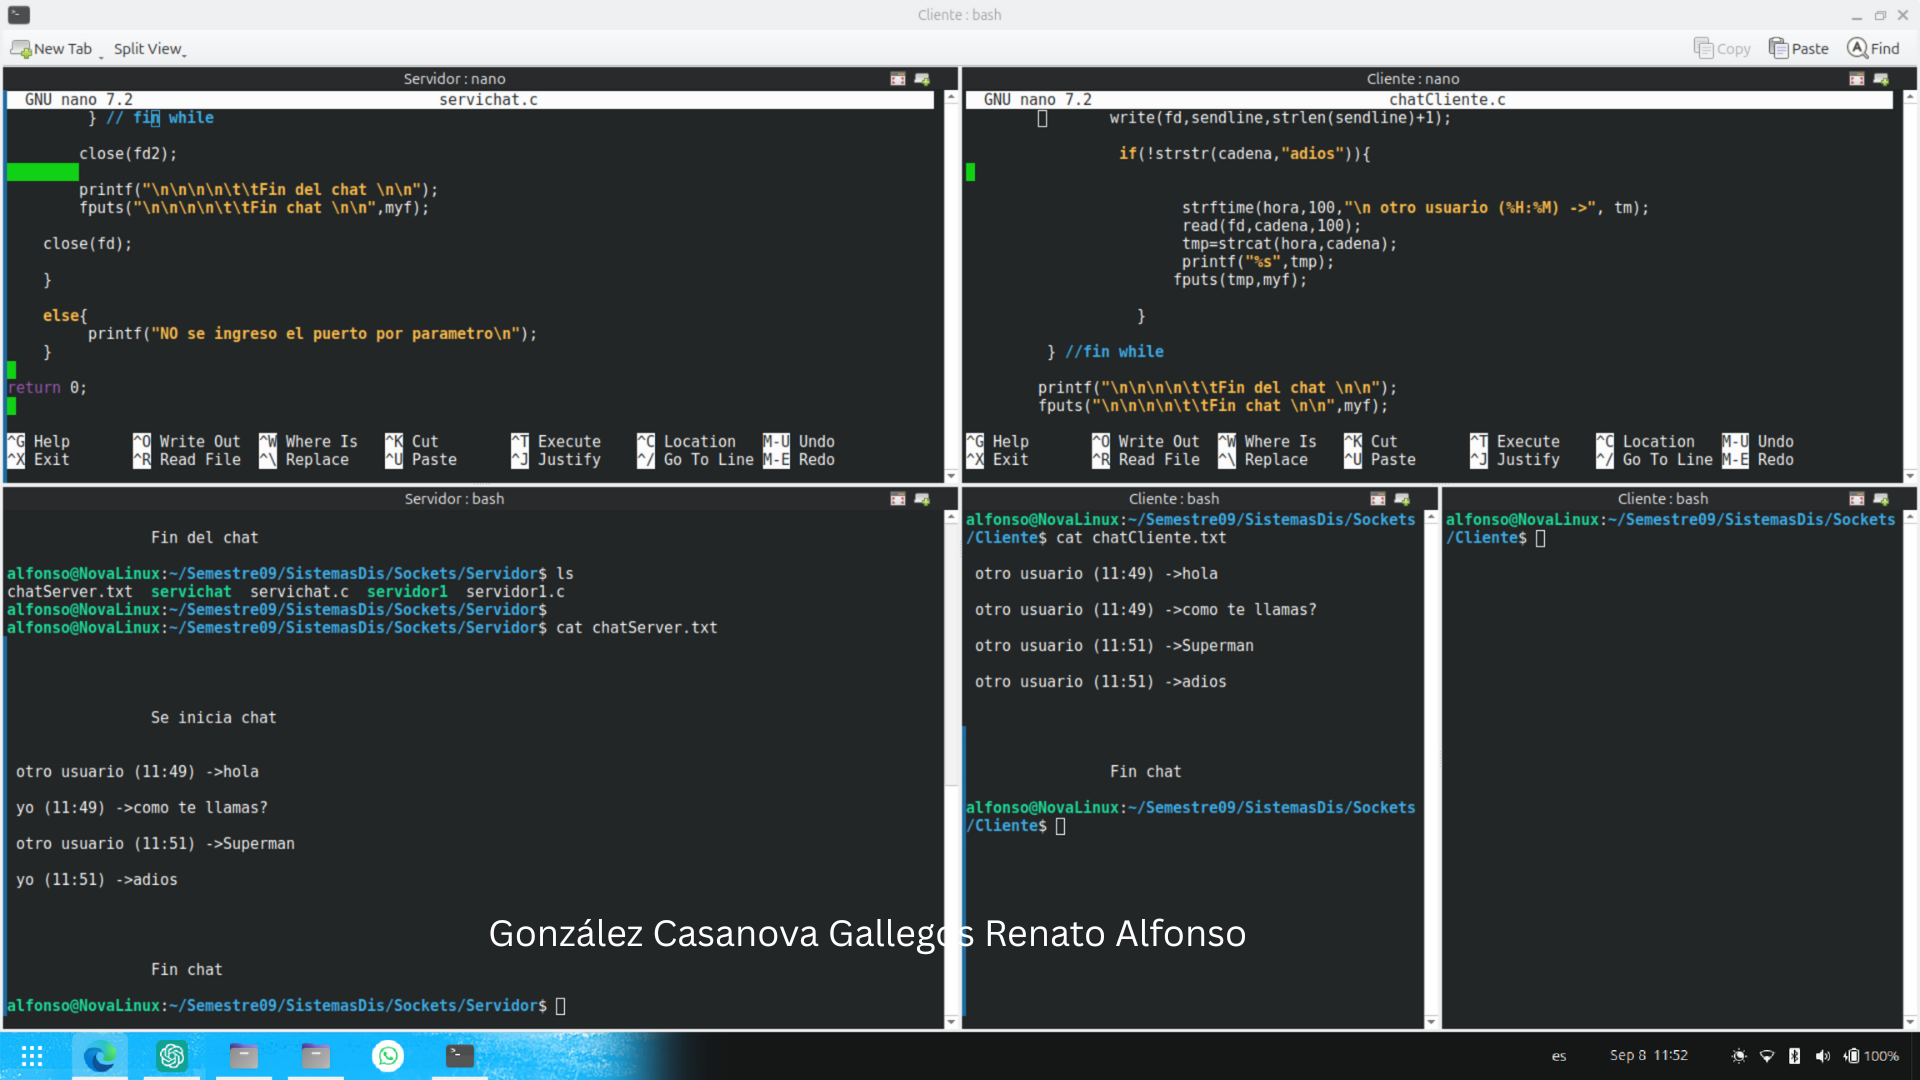 Cliente : bash
New Tab Split View Copy Paste Find
Servidor : nano
GNU nano 7.2 servichat.c
} // fin while
close(fd2);
printf("\n\n\n\n\t\tFin del chat \n\n");
fputs("\n\n\n\n\t\tFin chat \n\n",myf);
close(fd);
}
else{
printf("NO se ingreso el puerto por parametro\n");
}
return 0;
^G Help ^O Write Out ^W Where Is ^K Cut ^T Execute ^C Location M-U Undo
^X Exit ^R Read File ^\ Replace ^U Paste ^J Justify ^/ Go To Line M-E Redo
Cliente : nano
GNU nano 7.2 chatCliente.c
write(fd,sendline,strlen(sendline)+1);
if(!strstr(cadena,"adios")){
strftime(hora,100,"\n otro usuario (%H:%M) ->", tm);
read(fd,cadena,100);
tmp=strcat(hora,cadena);
printf("%s",tmp);
fputs(tmp,myf);
}
} //fin while
printf("\n\n\n\n\t\tFin del chat \n\n");
fputs("\n\n\n\n\t\tFin chat \n\n",myf);
^G Help ^O Write Out ^W Where Is ^K Cut ^T Execute ^C Location M-U Undo
^X Exit ^R Read File ^\ Replace ^U Paste ^J Justify ^/ Go To Line M-E Redo
Servidor : bash
Fin del chat
alfonso@NovaLinux:~/Semestre09/SistemasDis/Sockets/Servidor$ ls
chatServer.txt servichat servichat.c servidor1 servidor1.c
alfonso@NovaLinux:~/Semestre09/SistemasDis/Sockets/Servidor$
alfonso@NovaLinux:~/Semestre09/SistemasDis/Sockets/Servidor$ cat chatServer.txt
Se inicia chat
otro usuario (11:49) ->hola
yo (11:49) ->como te llamas?
otro usuario (11:51) ->Superman
yo (11:51) ->adios
Fin chat
alfonso@NovaLinux:~/Semestre09/SistemasDis/Sockets/Servidor$
Cliente : bash
alfonso@NovaLinux:~/Semestre09/SistemasDis/Sockets
/Cliente$ cat chatCliente.txt
otro usuario (11:49) ->hola
otro usuario (11:49) ->como te llamas?
otro usuario (11:51) ->Superman
otro usuario (11:51) ->adios
Fin chat
alfonso@NovaLinux:~/Semestre09/SistemasDis/Sockets
/Cliente$
Cliente : bash
alfonso@NovaLinux:~/Semestre09/SistemasDis/Sockets
/Cliente$
González Casanova Gallegos Renato Alfonso
es Sep 8 11:52 100%